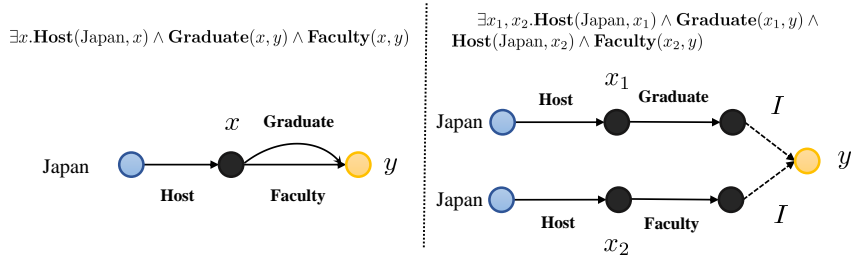 ∃x.Host(Japan, x) ∧ Graduate(x, y) ∧ Faculty(x, y)
x
Graduate
Japan
y
Host
Faculty
∃x₁, x₂.Host(Japan, x₁) ∧ Graduate(x₁, y) ∧
Host(Japan, x₂) ∧ Faculty(x₂, y)
x₁
Host
Graduate
I
Japan
y
Japan
Host
Faculty
I
x₂